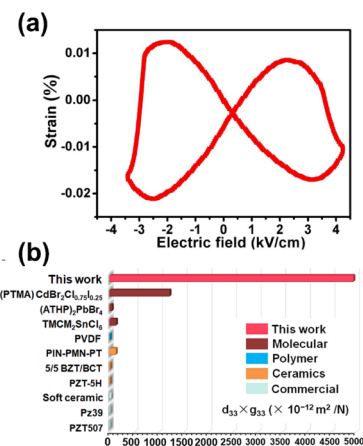 (a)
Strain (%)
0.01
0.00
-0.01
-0.02
-4 -3 -2 -1 0 1 2 3 4 5
Electric field (kV/cm)
(b)
This work
(PTMA)CdBr₂Cl₀.₇₅I₀.₂₅
(ATHP)₂PbBr₄
TMCM₂SnCl₆
PVDF
PIN-PMN-PT
5/5 BZT/BCT
PZT-5H
Soft ceramic
Pz39
PZT507
This work
Molecular
Polymer
Ceramics
Commercial
d₃₃×g₃₃ (× 10⁻¹² m² /N)
0 500 1000 1500 2000 2500 3000 3500 4000 4500 5000